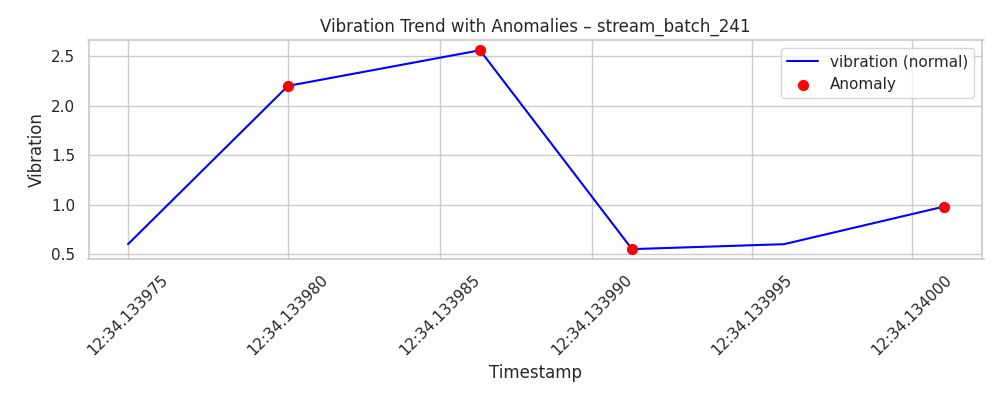 Vibration Trend with Anomalies – stream_batch_241
vibration (normal)
Anomaly
Vibration
2.5
2.0
1.5
1.0
0.5
12:34.133975
12:34.133980
12:34.133985
12:34.133990
12:34.133995
12:34.134000
Timestamp